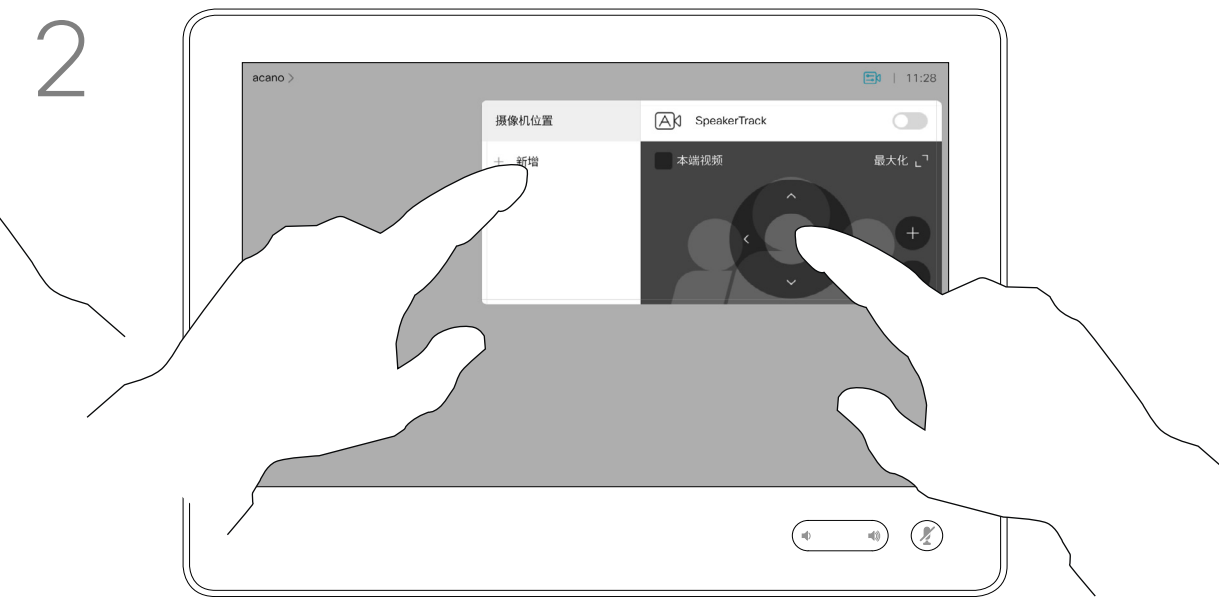 2
acano >
| 11:28
摄像机位置
SpeakerTrack
+ 新增
本端视频
最大化